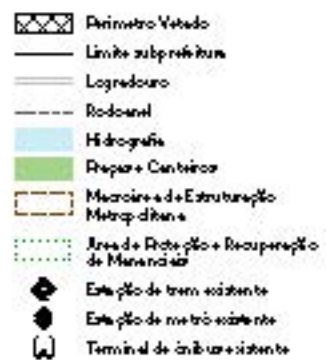 Perímetro Vetado
Limite subprefeitura
Logradouro
Rodoanel
Hidrografia
Praças e Canteiros
Macroárea de Estruturação
Metropolitana
Área de Proteção e Recuperação
de Mananciais
Estação de trem existente
Estação de metrô existente
Terminal de ônibus existente